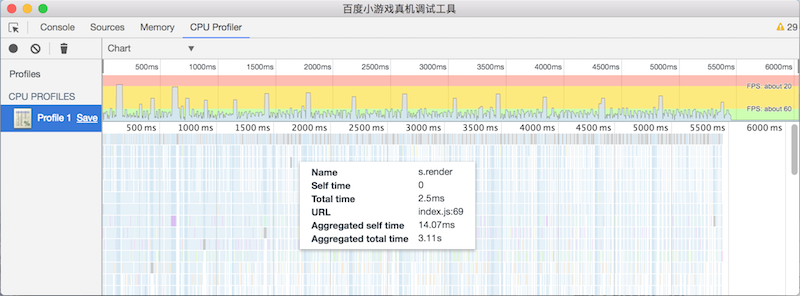 百度小游戏真机调试工具
Console Sources Memory CPU Profiler 29
Chart
Profiles
CPU PROFILES
Profile 1 Save
500ms 1000ms 1500ms 2000ms 2500ms 3000ms 3500ms 4000ms 4500ms 5000ms 5500ms 6000ms
FPS: about 20
FPS: about 60
500 ms 1000 ms 1500 ms 2000 ms 2500 ms 3000 ms 3500 ms 4000 ms 4500 ms 5000 ms 5500 ms 6000 ms
Name s.render
Self time 0
Total time 2.5ms
URL index.js:69
Aggregated self time 14.07ms
Aggregated total time 3.11s